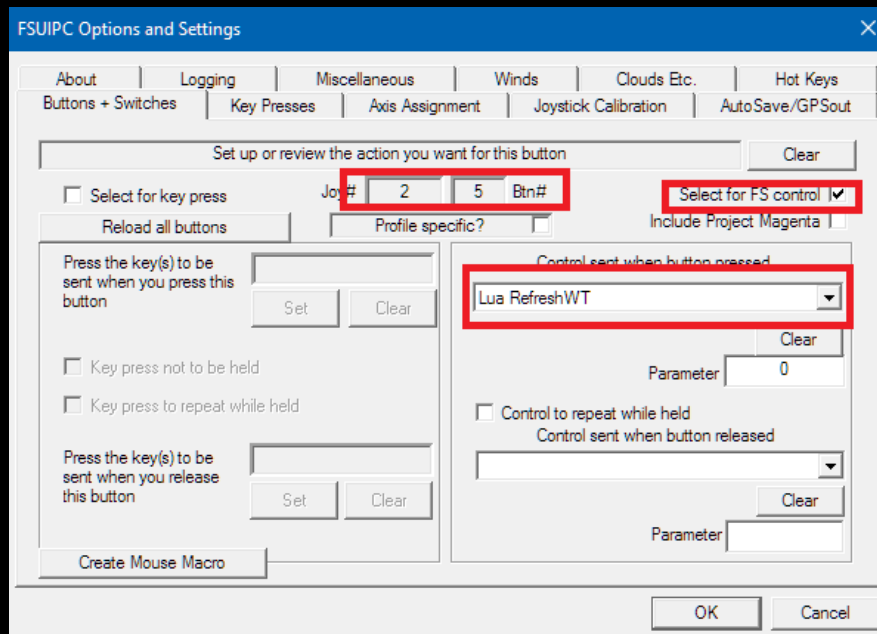 FSUIPC Options and Settings
About Logging Miscellaneous Winds Clouds Etc. Hot Keys
Buttons + Switches Key Presses Axis Assignment Joystick Calibration AutoSave/GPSout
Set up or review the action you want for this button Clear
Select for key press Joy# 2 5 Btn# Select for FS control
Reload all buttons Profile specific? Include Project Magenta
Press the key(s) to be
sent when you press this
button
Set Clear
Key press not to be held
Key press to repeat while held
Press the key(s) to be
sent when you release
this button
Set Clear
Create Mouse Macro
Control sent when button pressed
Lua RefreshWT
Clear
Parameter 0
Control to repeat while held
Control sent when button released
Clear
Parameter
OK Cancel